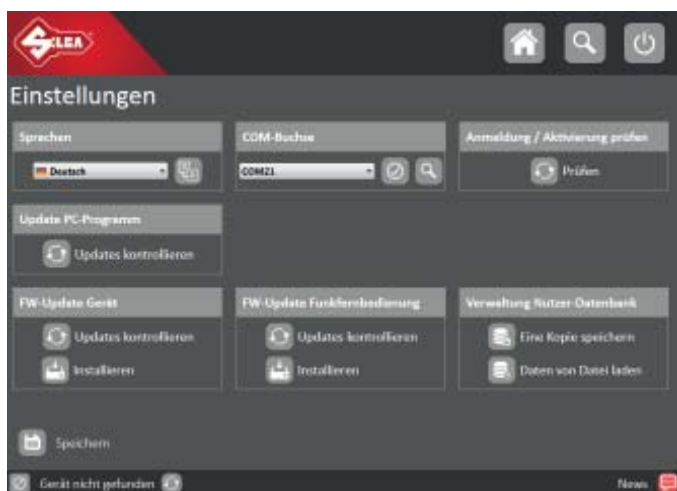 SILCA
Einstellungen
Sprachen
COM-Buchse
Anmeldung / Aktivierung prüfen
Deutsch
COM21
Prüfen
Update PC-Programm
Updates kontrollieren
FW-Update Gerät
FW-Update Funkfernbedienung
Verwaltung Nutzer-Datenbank
Updates kontrollieren
Updates kontrollieren
Eine Kopie speichern
Installieren
Installieren
Daten von Datei laden
Speichern
Gerät nicht gefunden
News